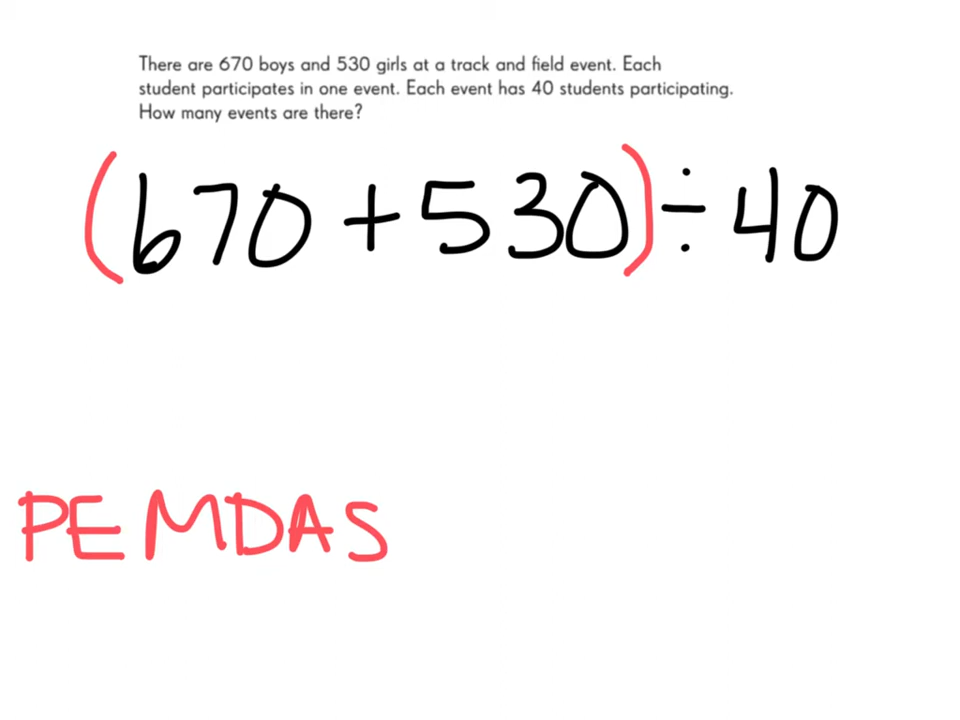 There are 670 boys and 530 girls at a track and field event. Each
student participates in one event. Each event has 40 students participating.
How many events are there?
(670+530)÷40
PEMDAS